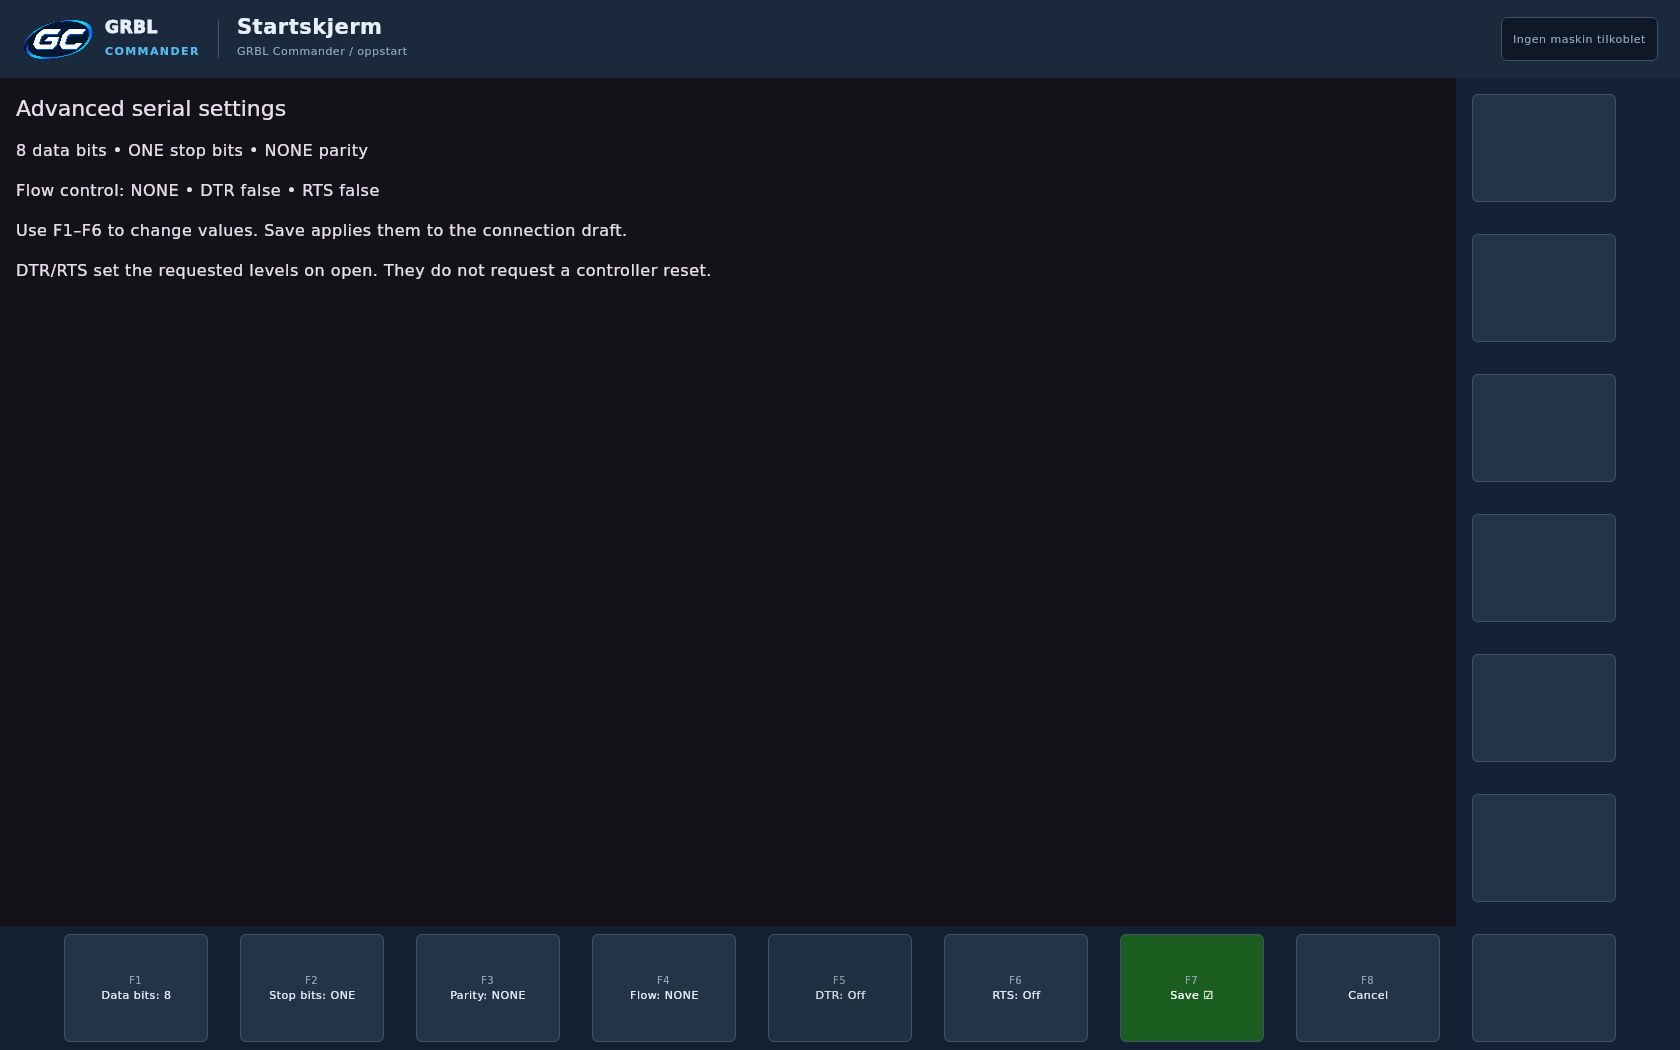 GC
GRBL
COMMANDER
Startskjerm
GRBL Commander / oppstart
Ingen maskin tilkoblet
Advanced serial settings
8 data bits • ONE stop bits • NONE parity
Flow control: NONE • DTR false • RTS false
Use F1–F6 to change values. Save applies them to the connection draft.
DTR/RTS set the requested levels on open. They do not request a controller reset.
F1
Data bits: 8
F2
Stop bits: ONE
F3
Parity: NONE
F4
Flow: NONE
F5
DTR: Off
F6
RTS: Off
F7
Save ☑
F8
Cancel